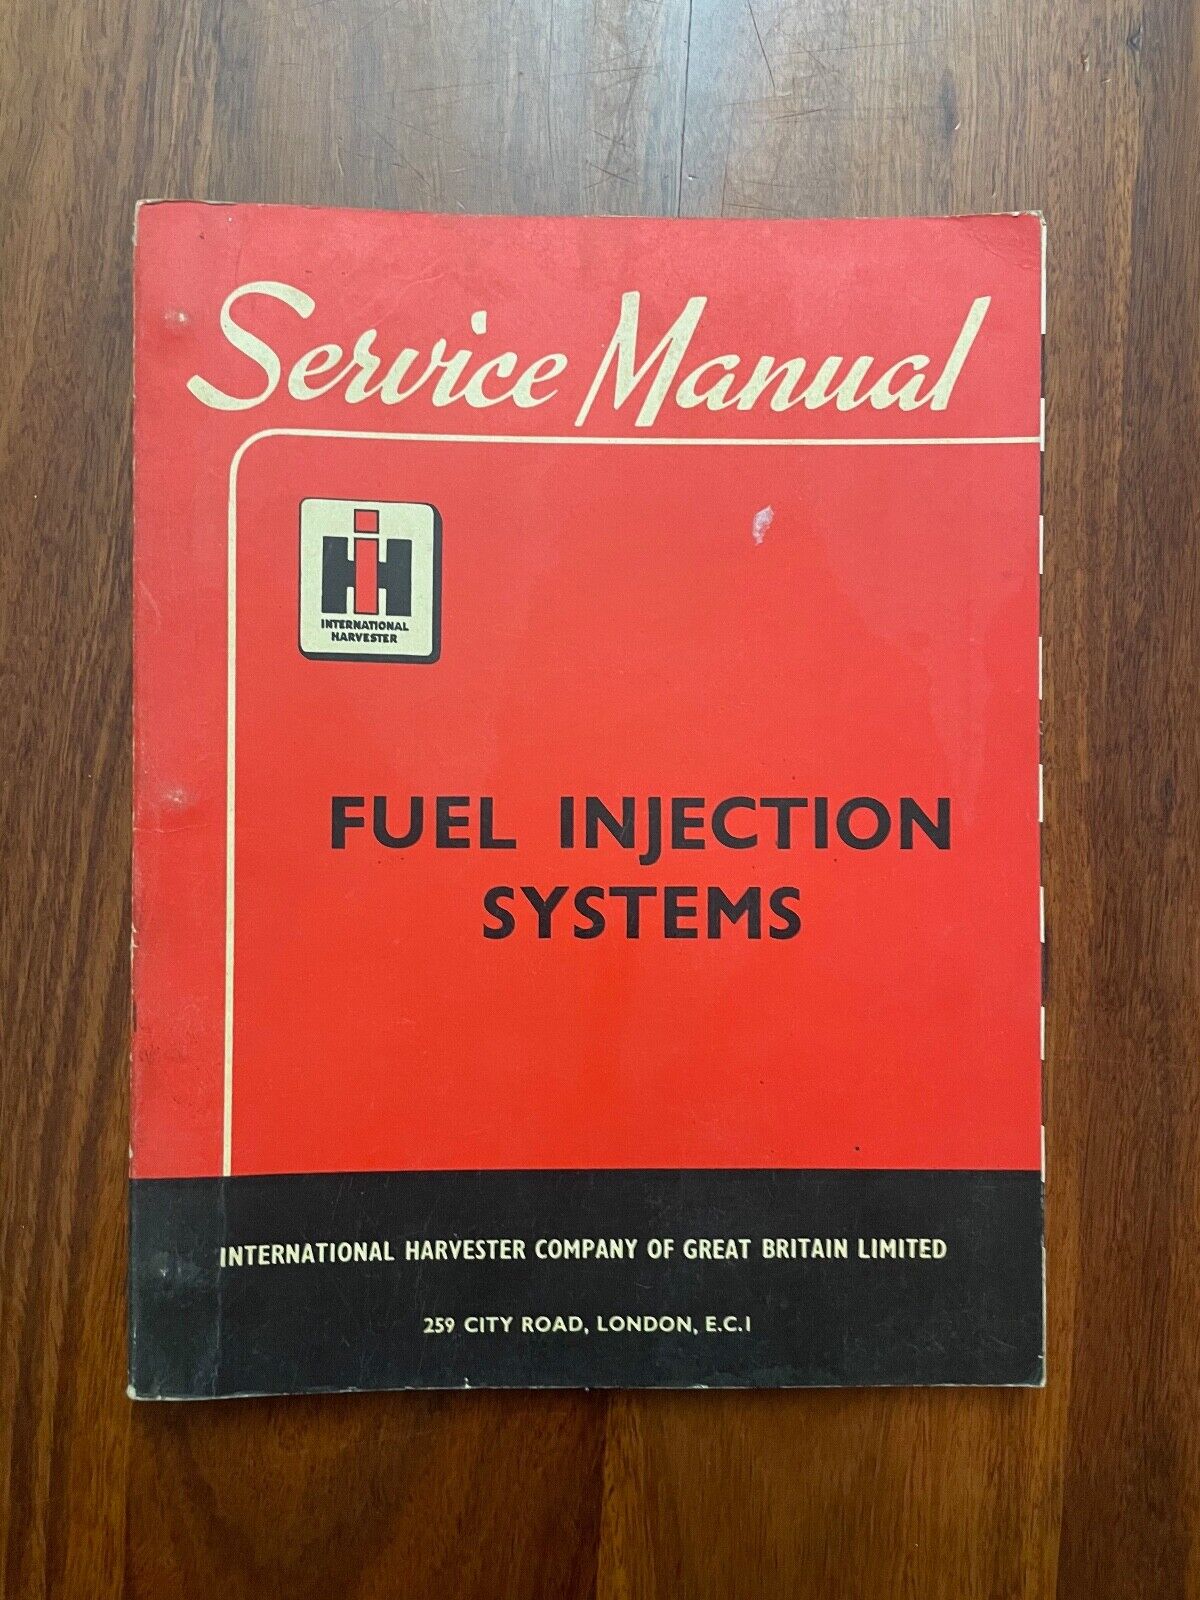 Service Manual
IH
INTERNATIONAL
HARVESTER
FUEL INJECTION
SYSTEMS
INTERNATIONAL HARVESTER COMPANY OF GREAT BRITAIN LIMITED
259 CITY ROAD, LONDON, E.C.1